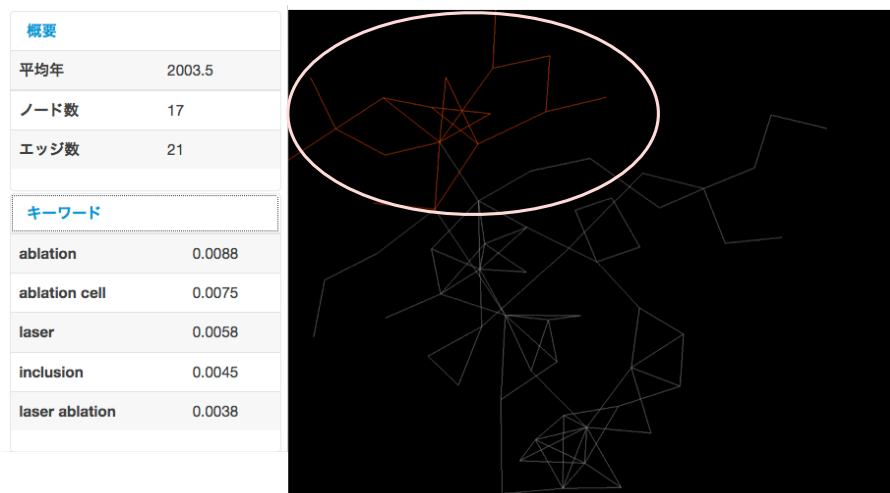 概要
平均年 2003.5
ノード数 17
エッジ数 21
キーワード
ablation 0.0088
ablation cell 0.0075
laser 0.0058
inclusion 0.0045
laser ablation 0.0038